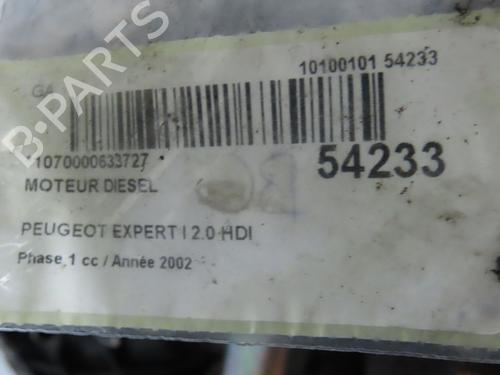 10100101 54233
GA
1070000633727
54233
MOTEUR DIESEL
PEUGEOT EXPERT I 2.0 HDI
Phase 1 cc / Année 2002
B-PARTS